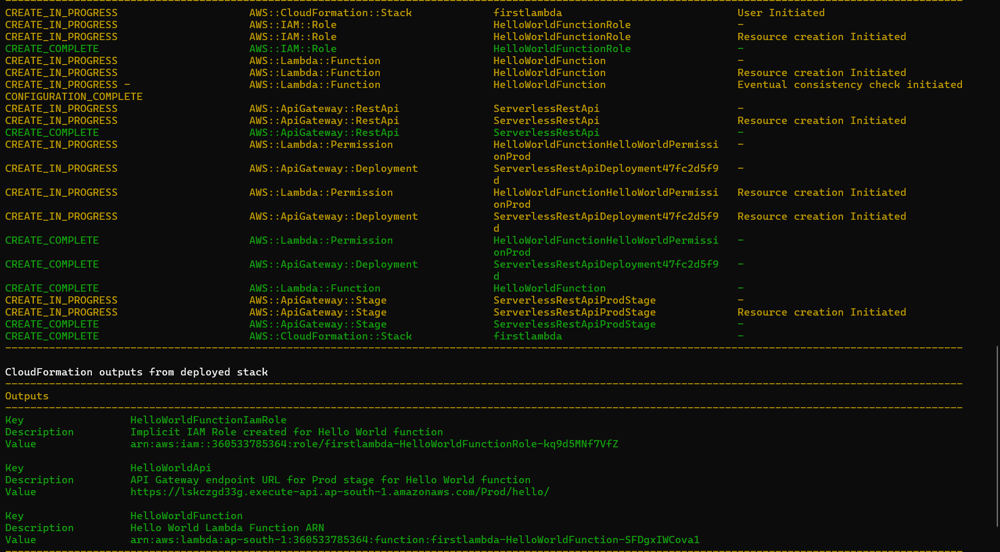 CREATE_IN_PROGRESS AWS::CloudFormation::Stack firstlambda User Initiated
CREATE_IN_PROGRESS AWS::IAM::Role HelloWorldFunctionRole -
CREATE_IN_PROGRESS AWS::IAM::Role HelloWorldFunctionRole Resource creation Initiated
CREATE_COMPLETE AWS::IAM::Role HelloWorldFunctionRole -
CREATE_IN_PROGRESS AWS::Lambda::Function HelloWorldFunction -
CREATE_IN_PROGRESS AWS::Lambda::Function HelloWorldFunction Resource creation Initiated
CREATE_IN_PROGRESS - AWS::Lambda::Function HelloWorldFunction Eventual consistency check initiated
CONFIGURATION_COMPLETE
CREATE_IN_PROGRESS AWS::ApiGateway::RestApi ServerlessRestApi -
CREATE_IN_PROGRESS AWS::ApiGateway::RestApi ServerlessRestApi Resource creation Initiated
CREATE_COMPLETE AWS::ApiGateway::RestApi ServerlessRestApi -
CREATE_IN_PROGRESS AWS::Lambda::Permission HelloWorldFunctionHelloWorldPermissi -
onProd
CREATE_IN_PROGRESS AWS::ApiGateway::Deployment ServerlessRestApiDeployment47fc2d5f9 -
d
CREATE_IN_PROGRESS AWS::Lambda::Permission HelloWorldFunctionHelloWorldPermissi Resource creation Initiated
onProd
CREATE_IN_PROGRESS AWS::ApiGateway::Deployment ServerlessRestApiDeployment47fc2d5f9 Resource creation Initiated
d
CREATE_COMPLETE AWS::Lambda::Permission HelloWorldFunctionHelloWorldPermissi -
onProd
CREATE_COMPLETE AWS::ApiGateway::Deployment ServerlessRestApiDeployment47fc2d5f9 -
d
CREATE_COMPLETE AWS::Lambda::Function HelloWorldFunction -
CREATE_IN_PROGRESS AWS::ApiGateway::Stage ServerlessRestApiProdStage -
CREATE_IN_PROGRESS AWS::ApiGateway::Stage ServerlessRestApiProdStage Resource creation Initiated
CREATE_COMPLETE AWS::ApiGateway::Stage ServerlessRestApiProdStage -
CREATE_COMPLETE AWS::CloudFormation::Stack firstlambda -
CloudFormation outputs from deployed stack
Outputs
Key HelloWorldFunctionIamRole
Description Implicit IAM Role created for Hello World function
Value arn:aws:iam::360533785364:role/firstlambda-HelloWorldFunctionRole-kq9d5MNf7VfZ
Key HelloWorldApi
Description API Gateway endpoint URL for Prod stage for Hello World function
Value https://lskczgd33g.execute-api.ap-south-1.amazonaws.com/Prod/hello/
Key HelloWorldFunction
Description Hello World Lambda Function ARN
Value arn:aws:lambda:ap-south-1:360533785364:function:firstlambda-HelloWorldFunction-SFDgxIWCova1